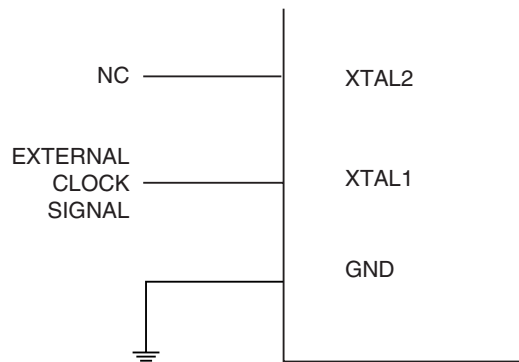 NC
XTAL2
EXTERNAL
CLOCK
SIGNAL
XTAL1
GND